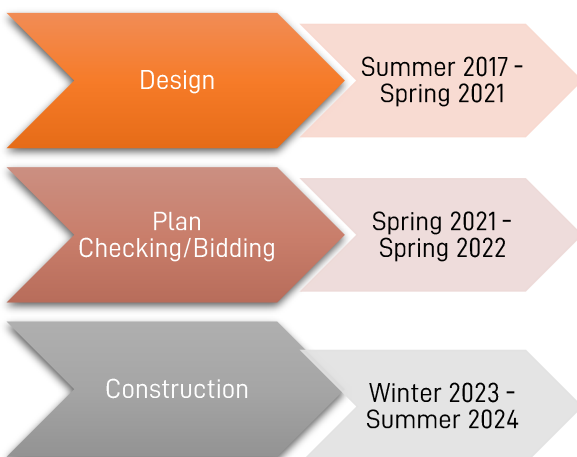 Design
Summer 2017 -
Spring 2021
Plan
Checking/Bidding
Spring 2021 -
Spring 2022
Construction
Winter 2023 -
Summer 2024